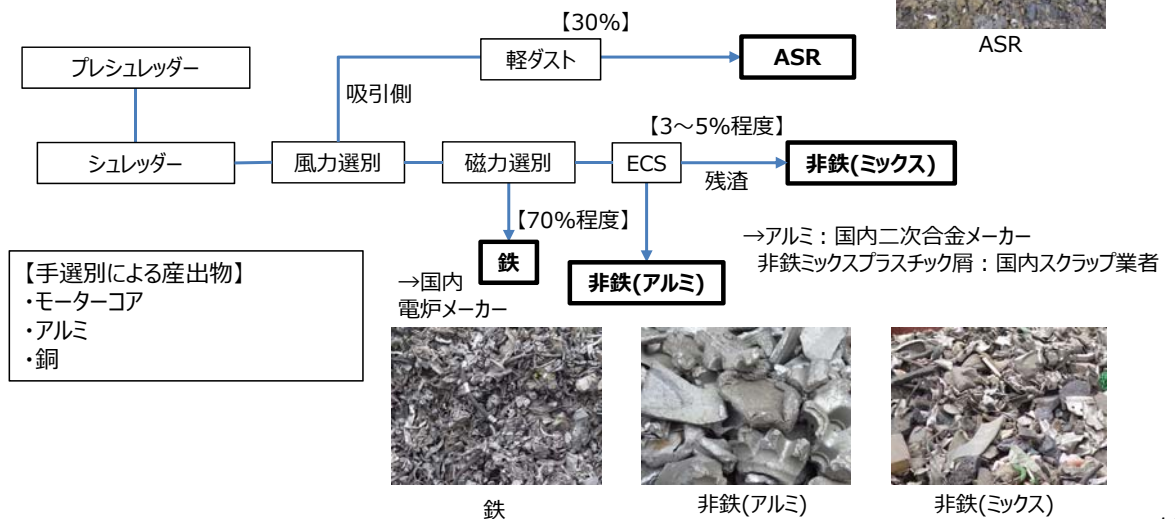 【30%】
ASR
プレシュレッダー
軽ダスト
ASR
吸引側
【3～5%程度】
シュレッダー
風力選別
磁力選別
ECS
非鉄(ミックス)
残渣
【70%程度】
→アルミ：国内二次合金メーカー
非鉄ミックスプラスチック屑：国内スクラップ業者
鉄
→国内
電炉メーカー
非鉄(アルミ)
【手選別による産出物】
・モーターコア
・アルミ
・銅
鉄
非鉄(アルミ)
非鉄(ミックス)